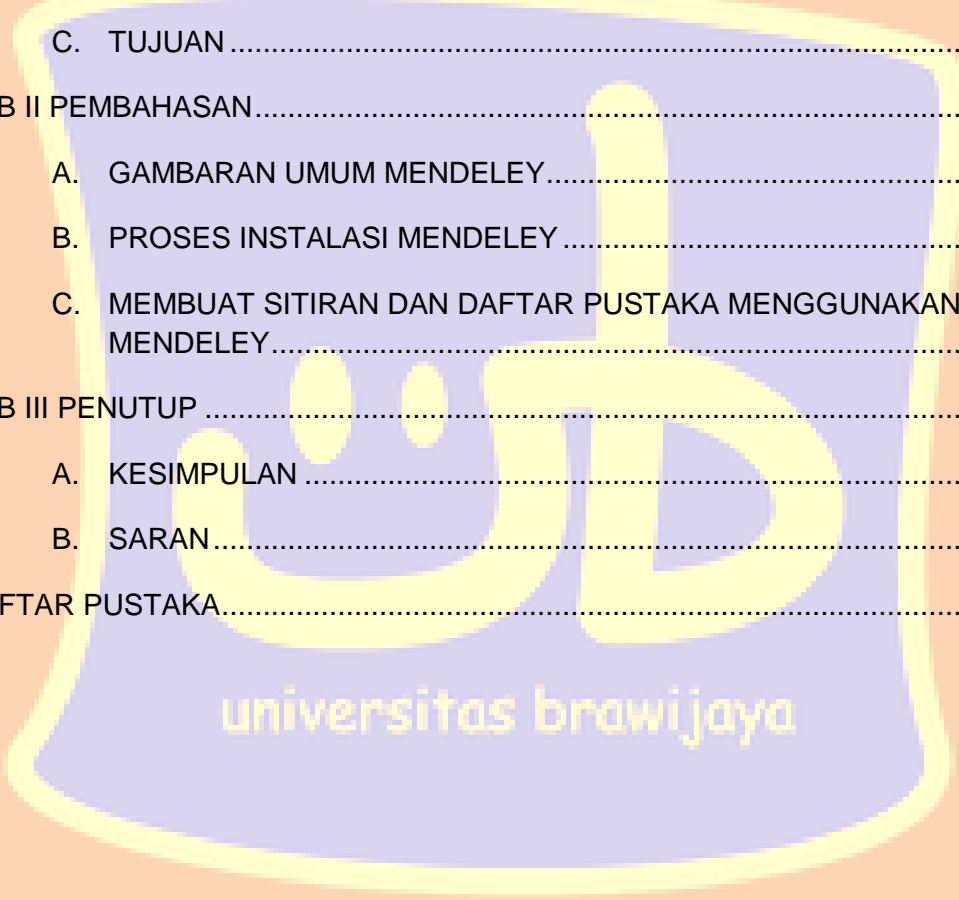 C. TUJUAN ..........................................................................................
B II PEMBAHASAN ..........................................................................................
A. GAMBARAN UMUM MENDELEY ....................................................
B. PROSES INSTALASI MENDELEY ..................................................
C. MEMBUAT SITIRAN DAN DAFTAR PUSTAKA MENGGUNAKAN
MENDELEY ....................................................................................
B III PENUTUP ..............................................................................................
A. KESIMPULAN ................................................................................
B. SARAN ............................................................................................
FTAR PUSTAKA ............................................................................................
universitas brawijaya